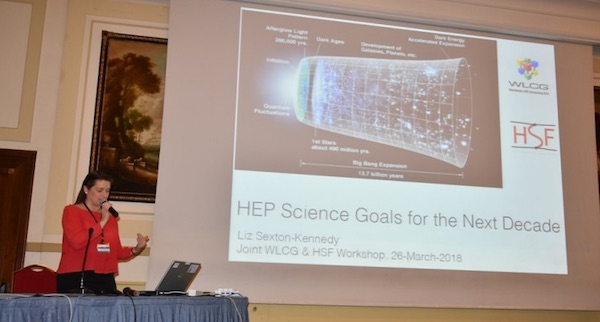 Afterglow Light
Pattern
380,000 yrs.
Dark Ages
Development of
Galaxies, Planets, etc.
Dark Energy
Accelerated Expansion
Inflation
Quantum
Fluctuations
1st Stars
about 400 million yrs.
Big Bang Expansion
13.7 billion years
WLCG
HSF
HEP Science Goals for the Next Decade
Liz Sexton-Kennedy
Joint WLCG & HSF Workshop, 26-March-2018